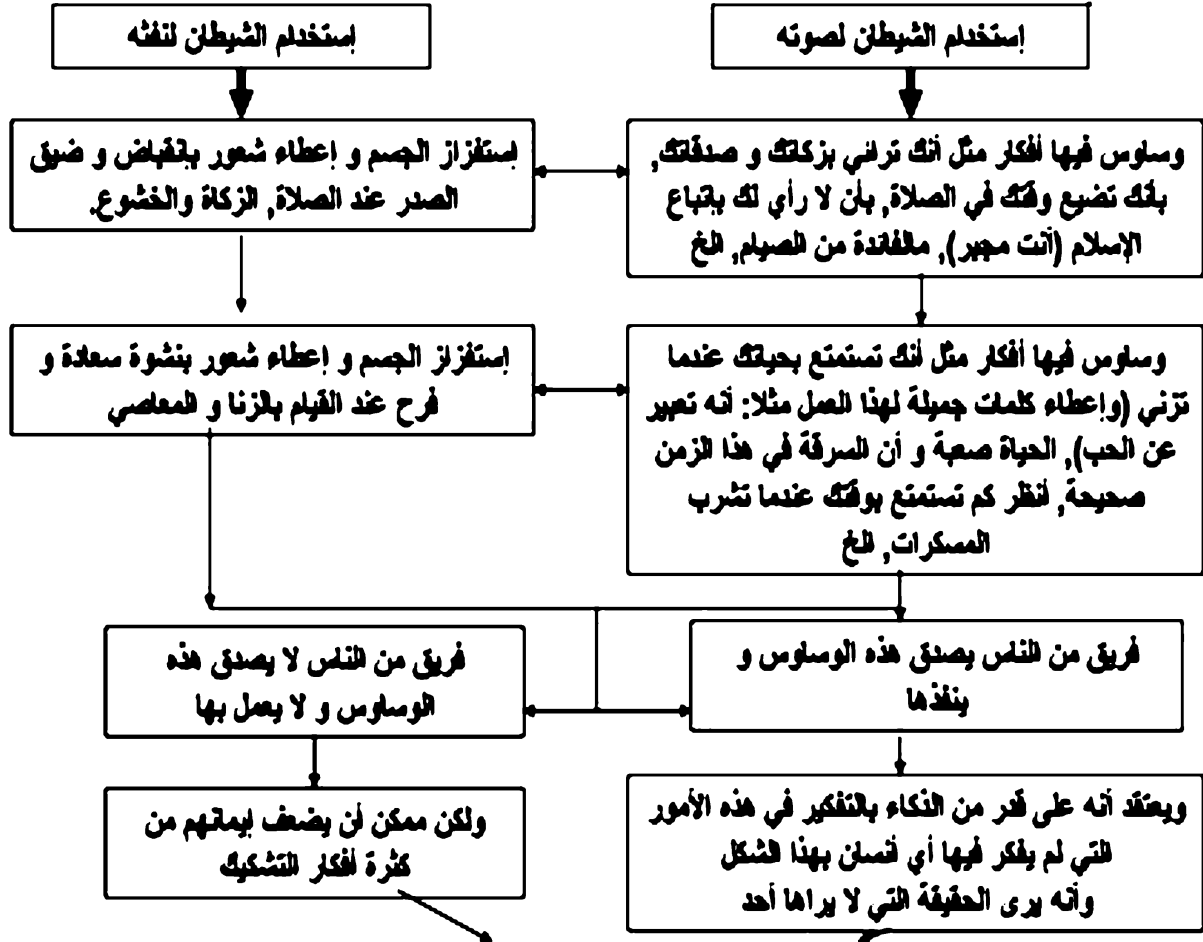 إستخدام الشيطان لصوته
إستخدام الشيطان لنفثه
وساوس فيها أفكار مثل أنك ترائي بزكاتك و صدقاتك,
بأنك تضيع وقتك في الصلاة, بأن لا رأي لك بإتباع
الإسلام (أنت مجبر), مالفائدة من الصيام, الخ
إستفزاز الجسم و إعطاء شعور بإنقباض و ضيق
الصدر عند الصلاة, الزكاة والخشوع.
وساوس فيها أفكار مثل أنك تستمتع بحياتك عندما
تزني (وإعطاء كلمات جميلة لهذا العمل مثلا: أنه تعبير
عن الحب), الحياة صعبة و أن السرقة في هذا الزمن
صحيحة, أنظر كم تستمتع بوقتك عندما تشرب
المسكرات, الخ
إستفزاز الجسم و إعطاء شعور بنشوة سعادة و
فرح عند القيام بالزنا و المعاصي
فريق من الناس يصدق هذه الوساوس و
ينفذها
فريق من الناس لا يصدق هذه
الوساوس و لا يعمل بها
ويعتقد أنه على قدر من الذكاء بالتفكير في هذه الأمور
التي لم يفكر فيها أي أنسان بهذا الشكل
وأنه يرى الحقيقة التي لا يراها أحد
ولكن ممكن أن يضعف إيمانهم من
كثرة أفكار التشكيك